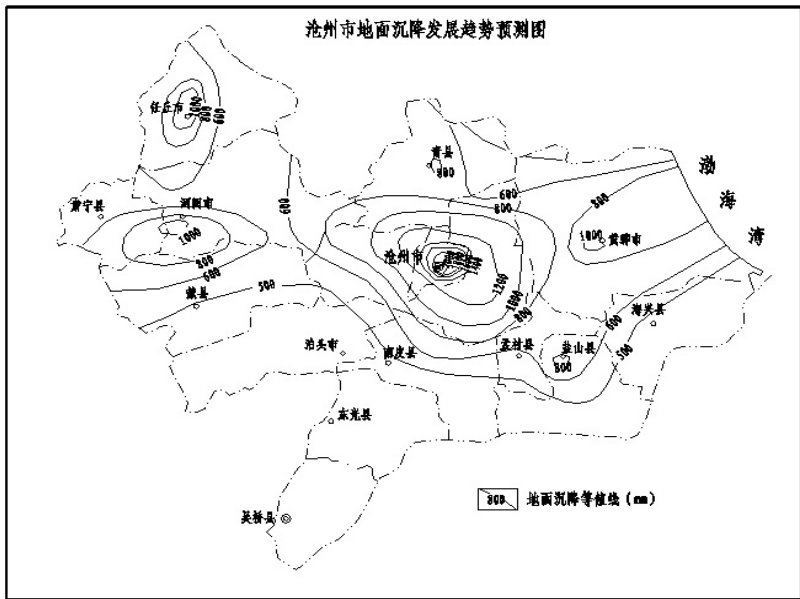 沧州市地面沉降发展趋势预测图
任丘市
1000
800
600
青县
800
渤海湾
肃宁县
河间市
1000
800
600
500
献县
600
600
800
沧州市
1200
1000
800
800
1000
黄骅市
600
500
海兴县
泊头市
南皮县
孟村县
盐山县
800
东光县
吴桥县
800 地面沉降等值线（mm）